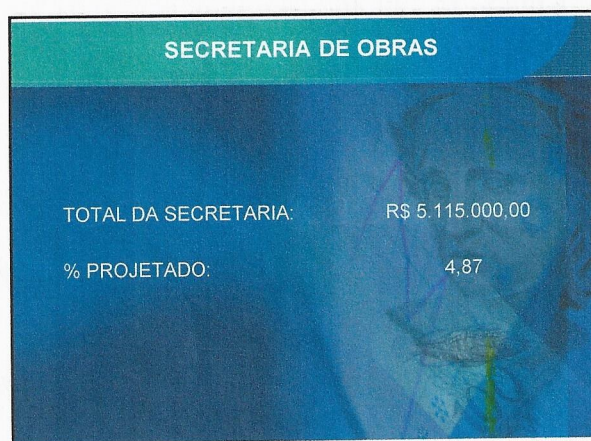 SECRETARIA DE OBRAS
TOTAL DA SECRETARIA: R$ 5.115.000,00
% PROJETADO: 4,87